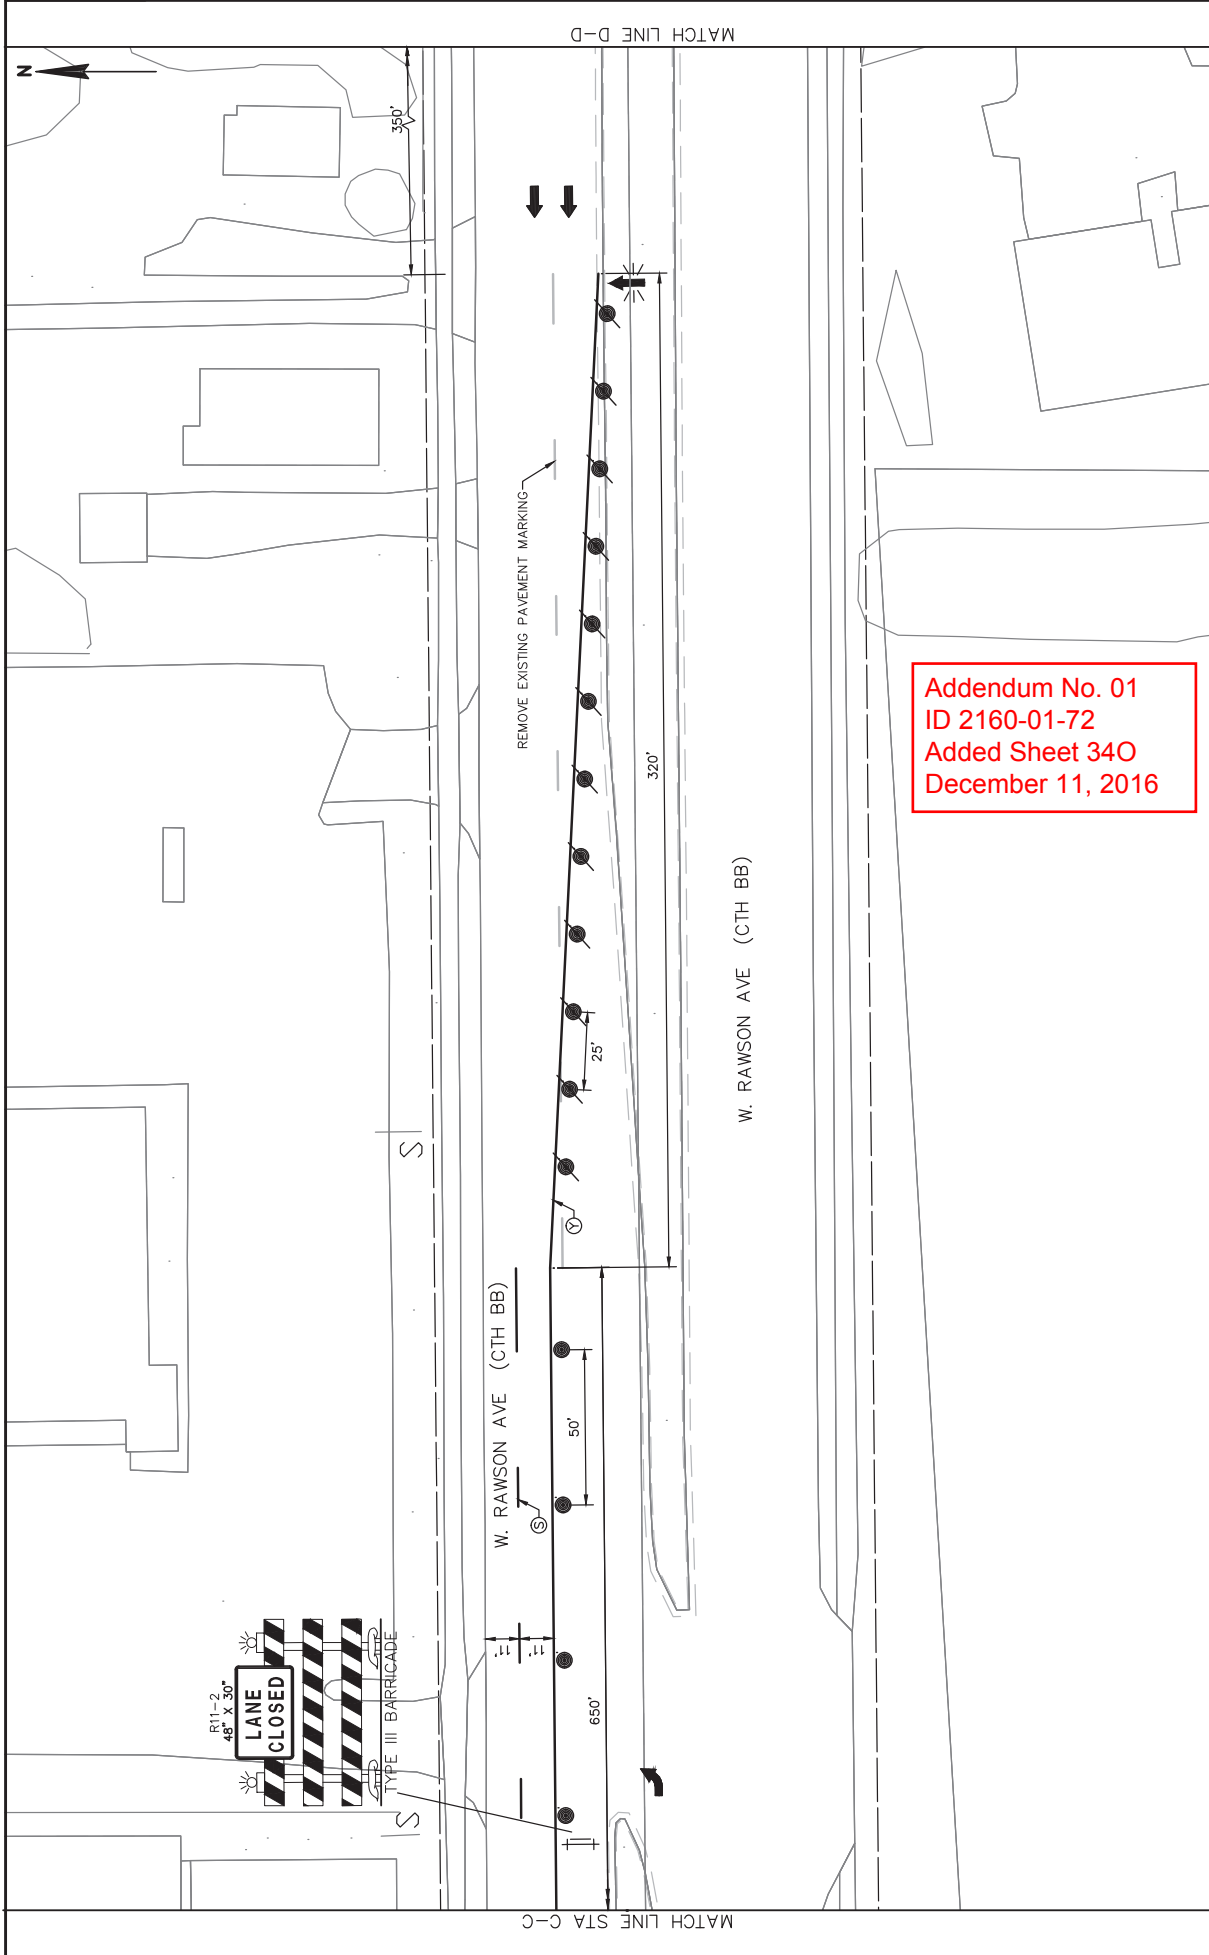 MATCH LINE D-D
N
350'
REMOVE EXISTING PAVEMENT MARKING
320'
Addendum No. 01
ID 2160-01-72
Added Sheet 34O
December 11, 2016
W. RAWSON AVE (CTH BB)
25'
S
Y
W. RAWSON AVE (CTH BB)
50'
S
11'
11'
650'
R11-2
48" X 30"
LANE
CLOSED
TYPE III BARRICADE
S
MATCH LINE STA C-C